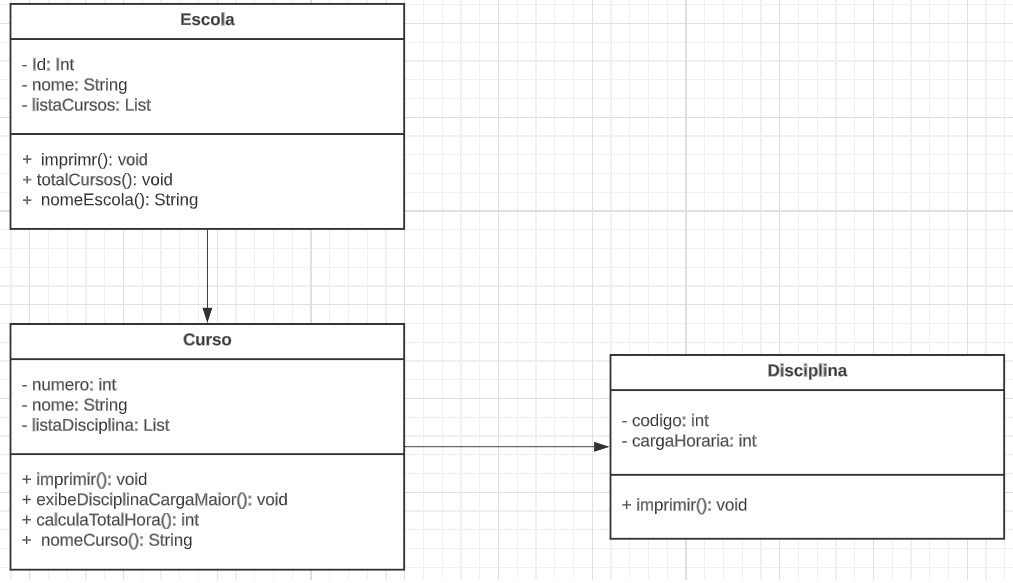 Escola
- Id: Int
- nome: String
- listaCursos: List
+ imprimr(): void
+ totalCursos(): void
+ nomeEscola(): String
Curso
- numero: int
- nome: String
- listaDisciplina: List
+ imprimir(): void
+ exibeDisciplinaCargaMaior(): void
+ calculaTotalHora(): int
+ nomeCurso(): String
Disciplina
- codigo: int
- cargaHoraria: int
+ imprimir(): void